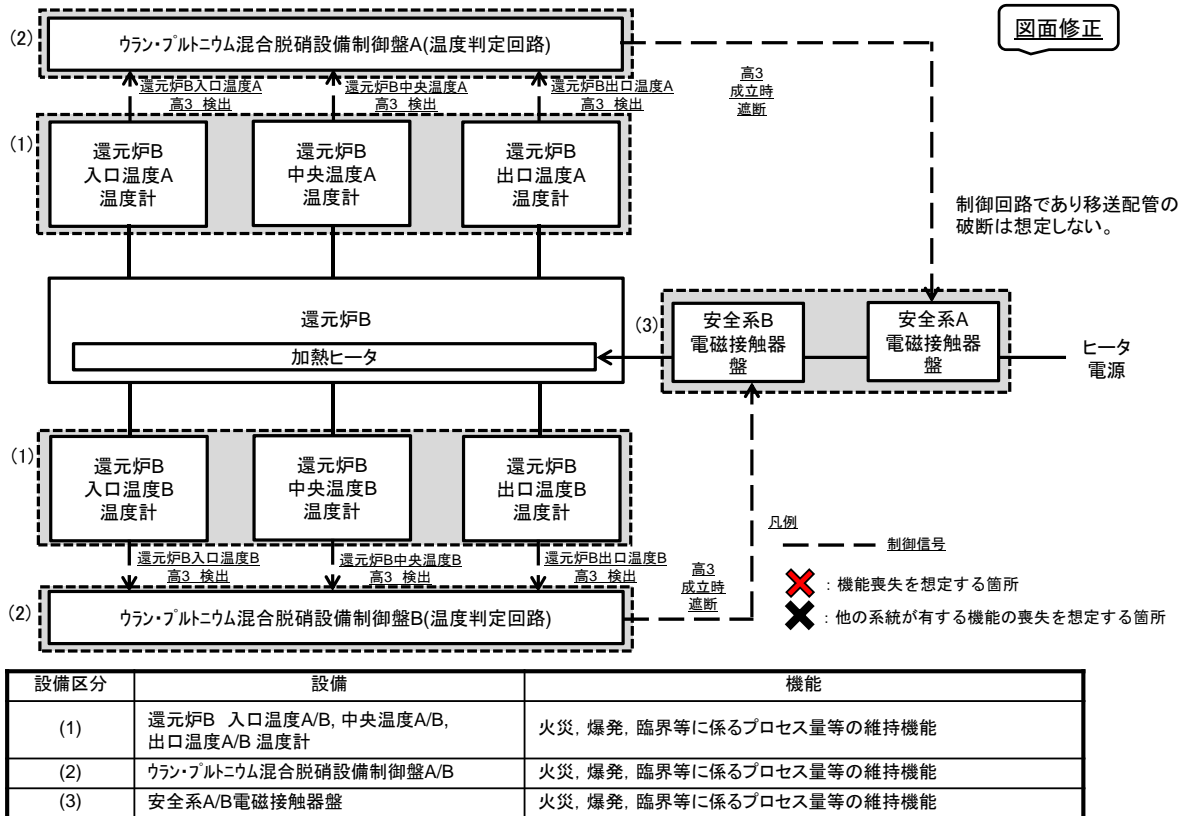 図面修正
(2)
ウラン・プルトニウム混合脱硝設備制御盤A(温度判定回路)
還元炉B入口温度A
高3 検出
還元炉B中央温度A
高3 検出
還元炉B出口温度A
高3 検出
高3
成立時
遮断
(1)
還元炉B
入口温度A
温度計
還元炉B
中央温度A
温度計
還元炉B
出口温度A
温度計
制御回路であり移送配管の
破断は想定しない。
還元炉B
加熱ヒータ
(3)
安全系B
電磁接触器
盤
安全系A
電磁接触器
盤
ヒータ
電源
(1)
還元炉B
入口温度B
温度計
還元炉B
中央温度B
温度計
還元炉B
出口温度B
温度計
還元炉B入口温度B
高3 検出
還元炉B中央温度B
高3 検出
還元炉B出口温度B
高3 検出
高3
成立時
遮断
(2)
ウラン・プルトニウム混合脱硝設備制御盤B(温度判定回路)
凡例
制御信号
：機能喪失を想定する箇所
：他の系統が有する機能の喪失を想定する箇所
設備区分 設備 機能
(1) 還元炉B 入口温度A/B, 中央温度A/B,
出口温度A/B 温度計 火災, 爆発, 臨界等に係るプロセス量等の維持機能
(2) ウラン・プルトニウム混合脱硝設備制御盤A/B 火災, 爆発, 臨界等に係るプロセス量等の維持機能
(3) 安全系A/B電磁接触器盤 火災, 爆発, 臨界等に係るプロセス量等の維持機能